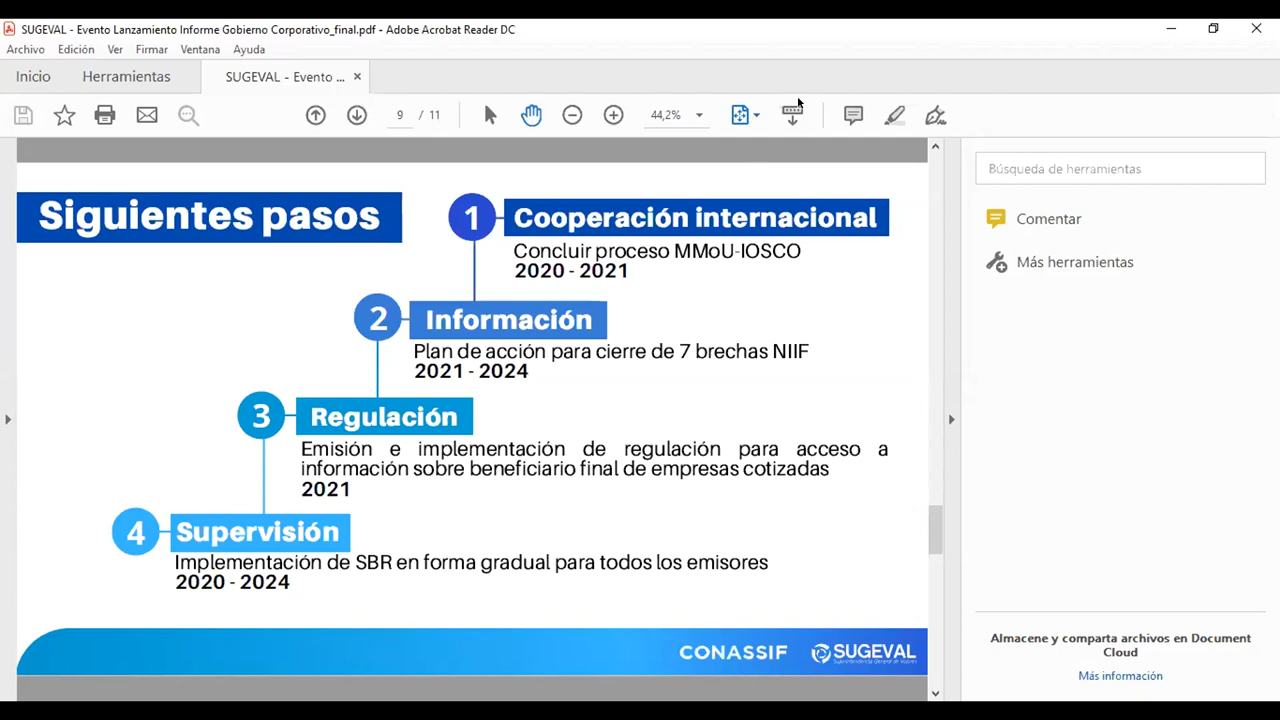 SUGEVAL - Evento Lanzamiento Informe Gobierno Corporativo_final.pdf - Adobe Acrobat Reader DC
Archivo Edición Ver Firmar Ventana Ayuda
Inicio Herramientas SUGEVAL - Evento ...
9 / 11 44,2%
Búsqueda de herramientas
Comentar
Más herramientas
Siguientes pasos
1 Cooperación internacional
Concluir proceso MMoU-IOSCO
2020 - 2021
2 Información
Plan de acción para cierre de 7 brechas NIIF
2021 - 2024
3 Regulación
Emisión e implementación de regulación para acceso a
información sobre beneficiario final de empresas cotizadas
2021
4 Supervisión
Implementación de SBR en forma gradual para todos los emisores
2020 - 2024
CONASSIF SUGEVAL
Superintendencia General de Valores
Almacene y comparta archivos en Document
Cloud
Más información